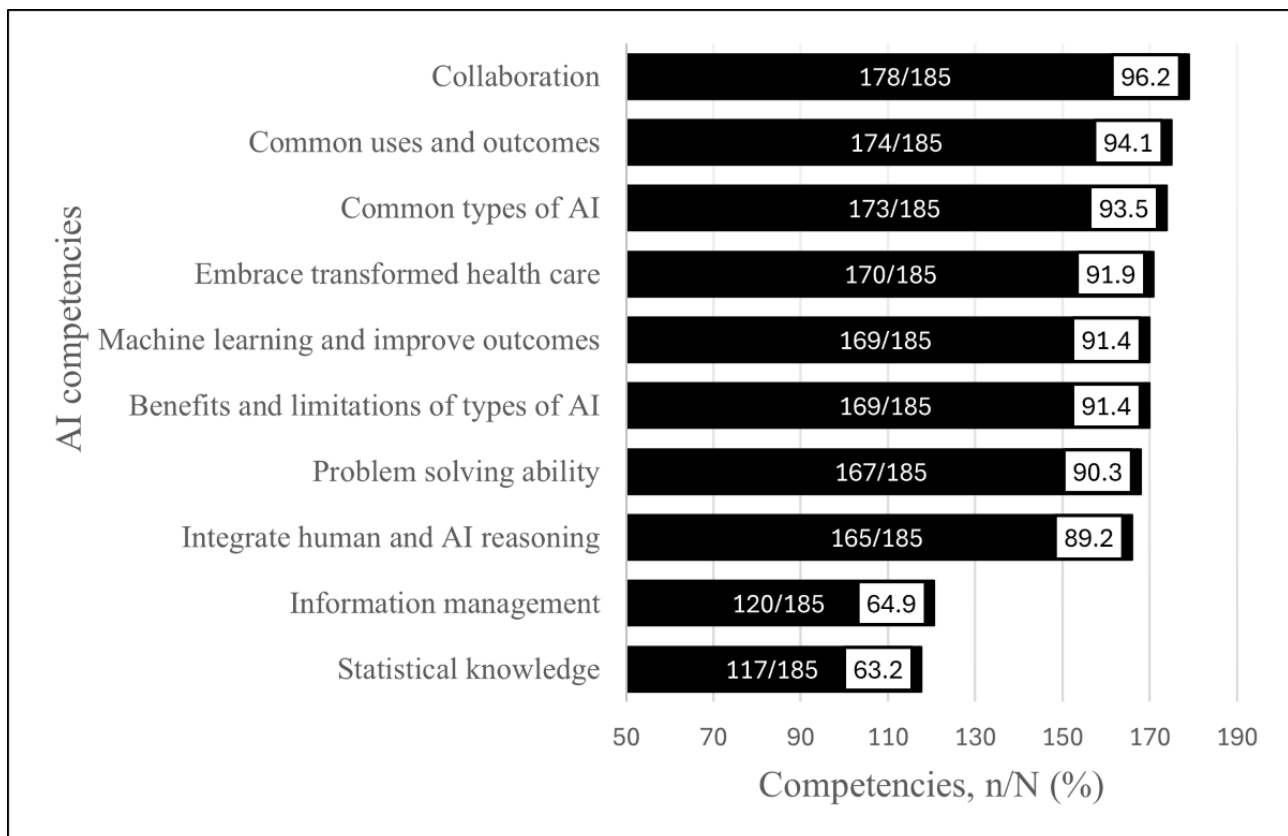 Collaboration 178/185 96.2
Common uses and outcomes 174/185 94.1
Common types of AI 173/185 93.5
Embrace transformed health care 170/185 91.9
Machine learning and improve outcomes 169/185 91.4
Benefits and limitations of types of AI 169/185 91.4
Problem solving ability 167/185 90.3
Integrate human and AI reasoning 165/185 89.2
Information management 120/185 64.9
Statistical knowledge 117/185 63.2
AI competencies
50 70 90 110 130 150 170 190
Competencies, n/N (%)